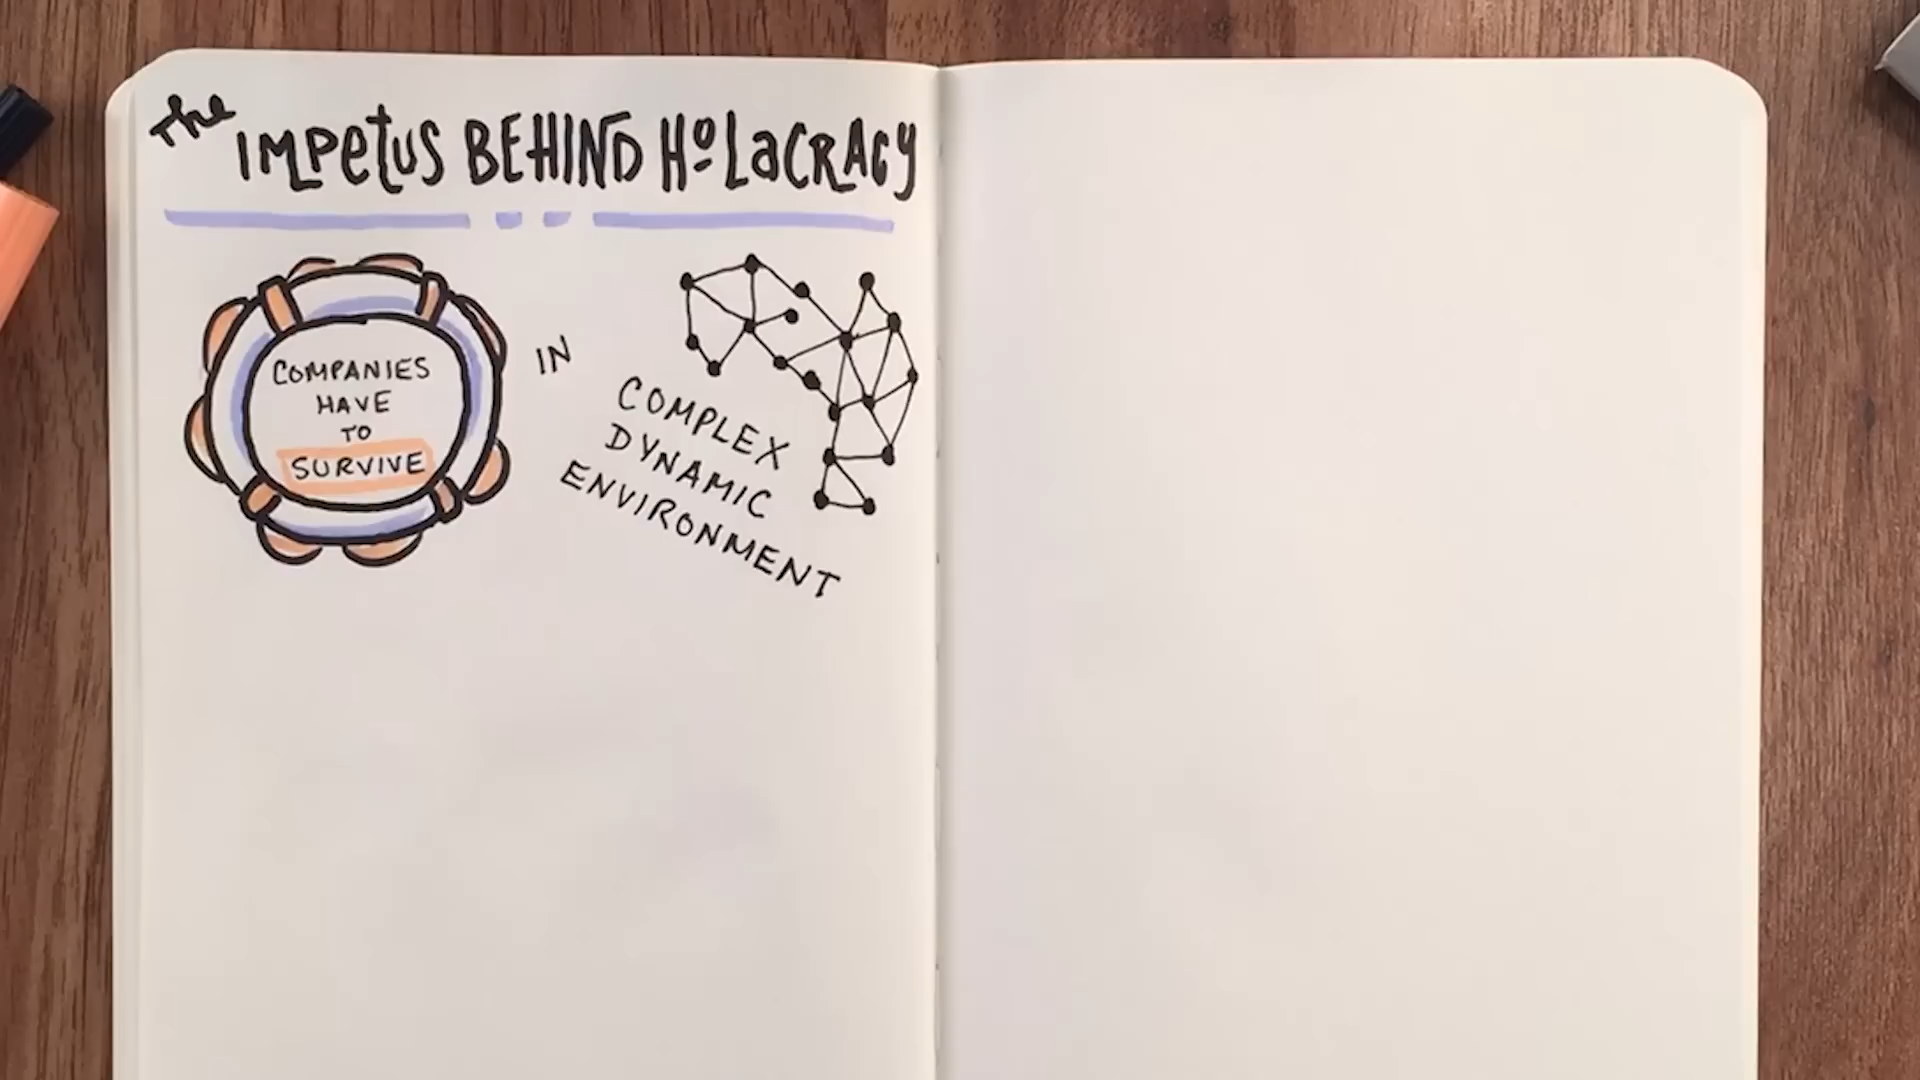 The IMPetUS BEHIND HoLaCRACY
COMPANIES
HAVE
TO
SURVIVE
IN
COMPLEX
DYNAMIC
ENVIRONMENT